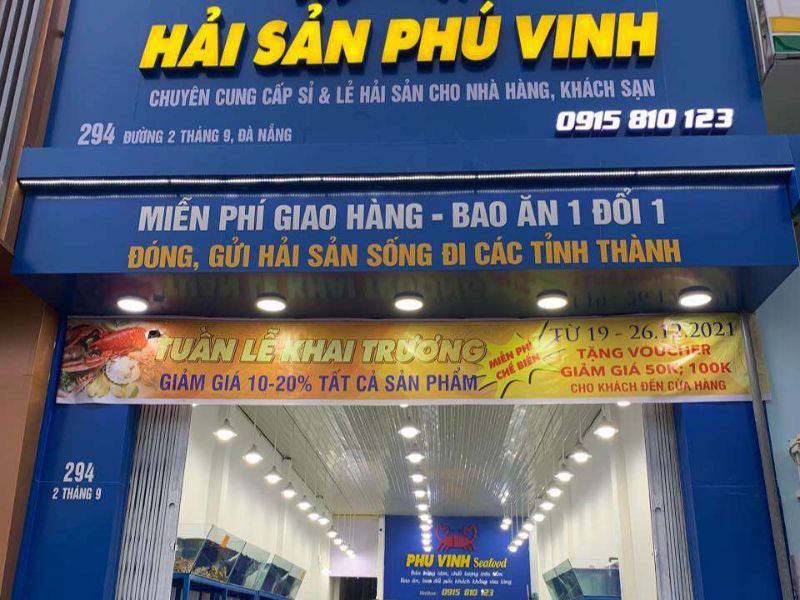 HẢI SẢN PHÚ VINH
CHUYÊN CUNG CẤP SỈ & LẺ HẢI SẢN CHO NHÀ HÀNG, KHÁCH SẠN
0915 810 123
294 ĐƯỜNG 2 THÁNG 9, ĐÀ NẴNG
MIỄN PHÍ GIAO HÀNG - BAO ĂN 1 ĐỔI 1
ĐÓNG, GỬI HẢI SẢN SỐNG ĐI CÁC TỈNH THÀNH
TUẦN LỄ KHAI TRƯƠNG
GIẢM GIÁ 10-20% TẤT CẢ SẢN PHẨM
MIỄN PHÍ
CHẾ BIẾN
TỪ 19 - 26.12.2021
TẶNG VOUCHER
GIẢM GIÁ 50K; 100K
CHO KHÁCH ĐẾN CỬA HÀNG
294
2 THÁNG 9
PHÚ VINH Seafood
Hotline: 0915 810 123